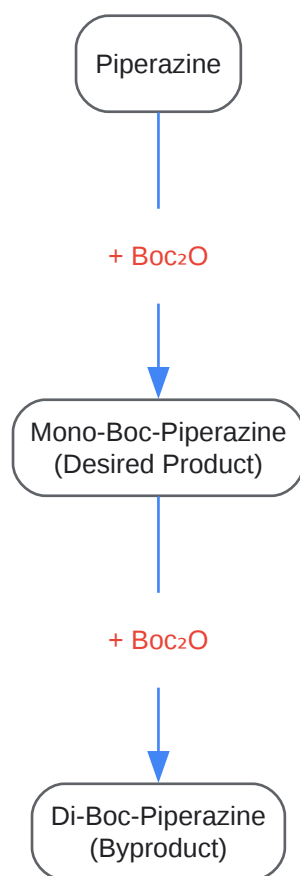 Piperazine
+ Boc₂O
Mono-Boc-Piperazine
(Desired Product)
+ Boc₂O
Di-Boc-Piperazine
(Byproduct)